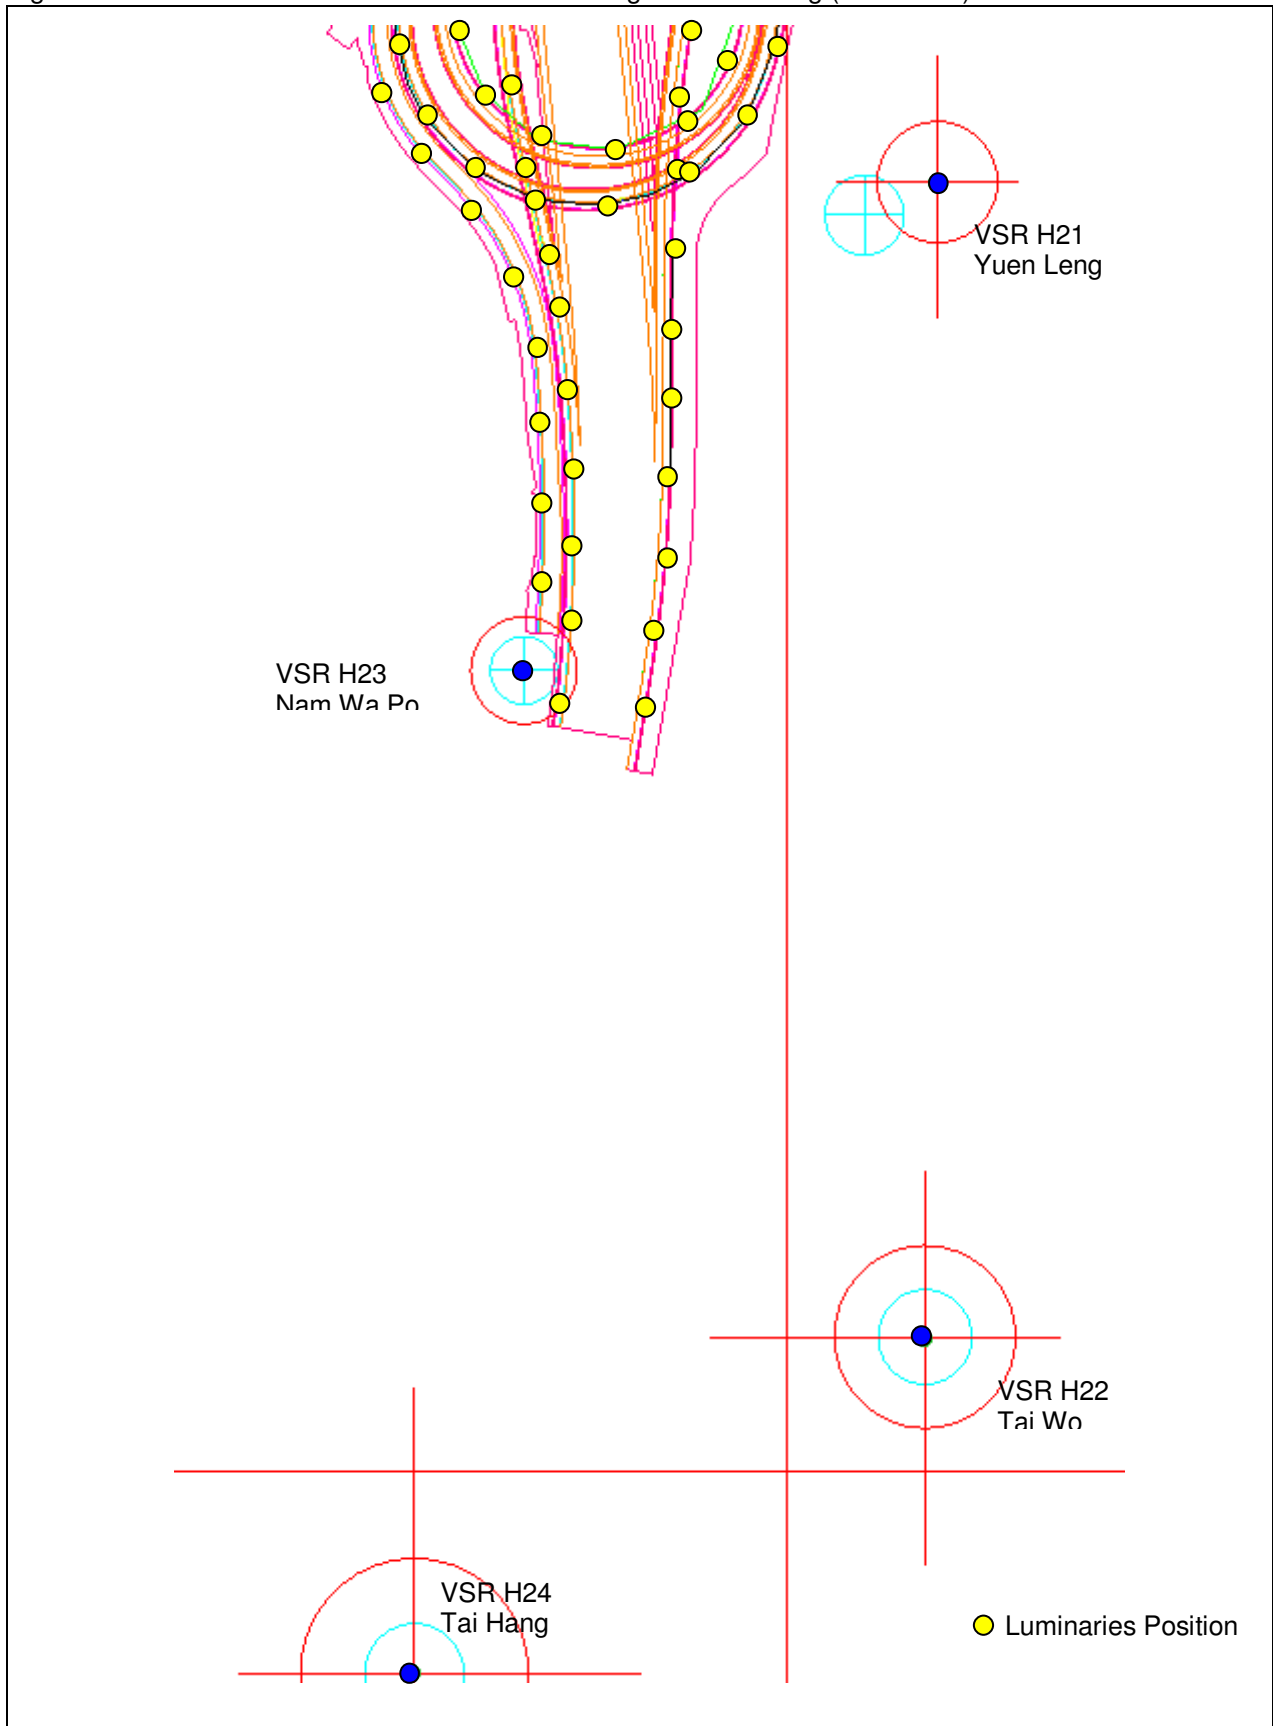 VSR H21
Yuen Leng
VSR H23
Nam Wa Po
VSR H22
Tai Wo
VSR H24
Tai Hang
Luminaries Position